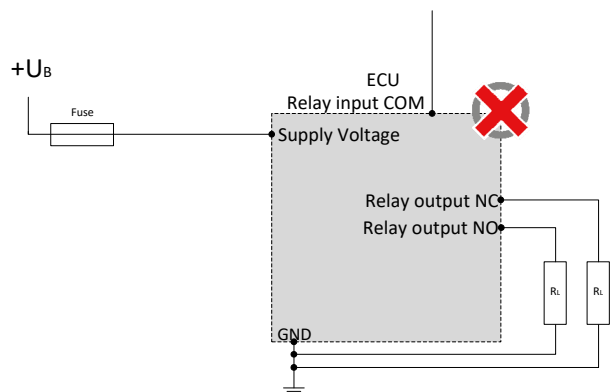 +UB
Fuse
ECU
Relay input COM
Supply Voltage
Relay output NC
Relay output NO
RL
RL
GND